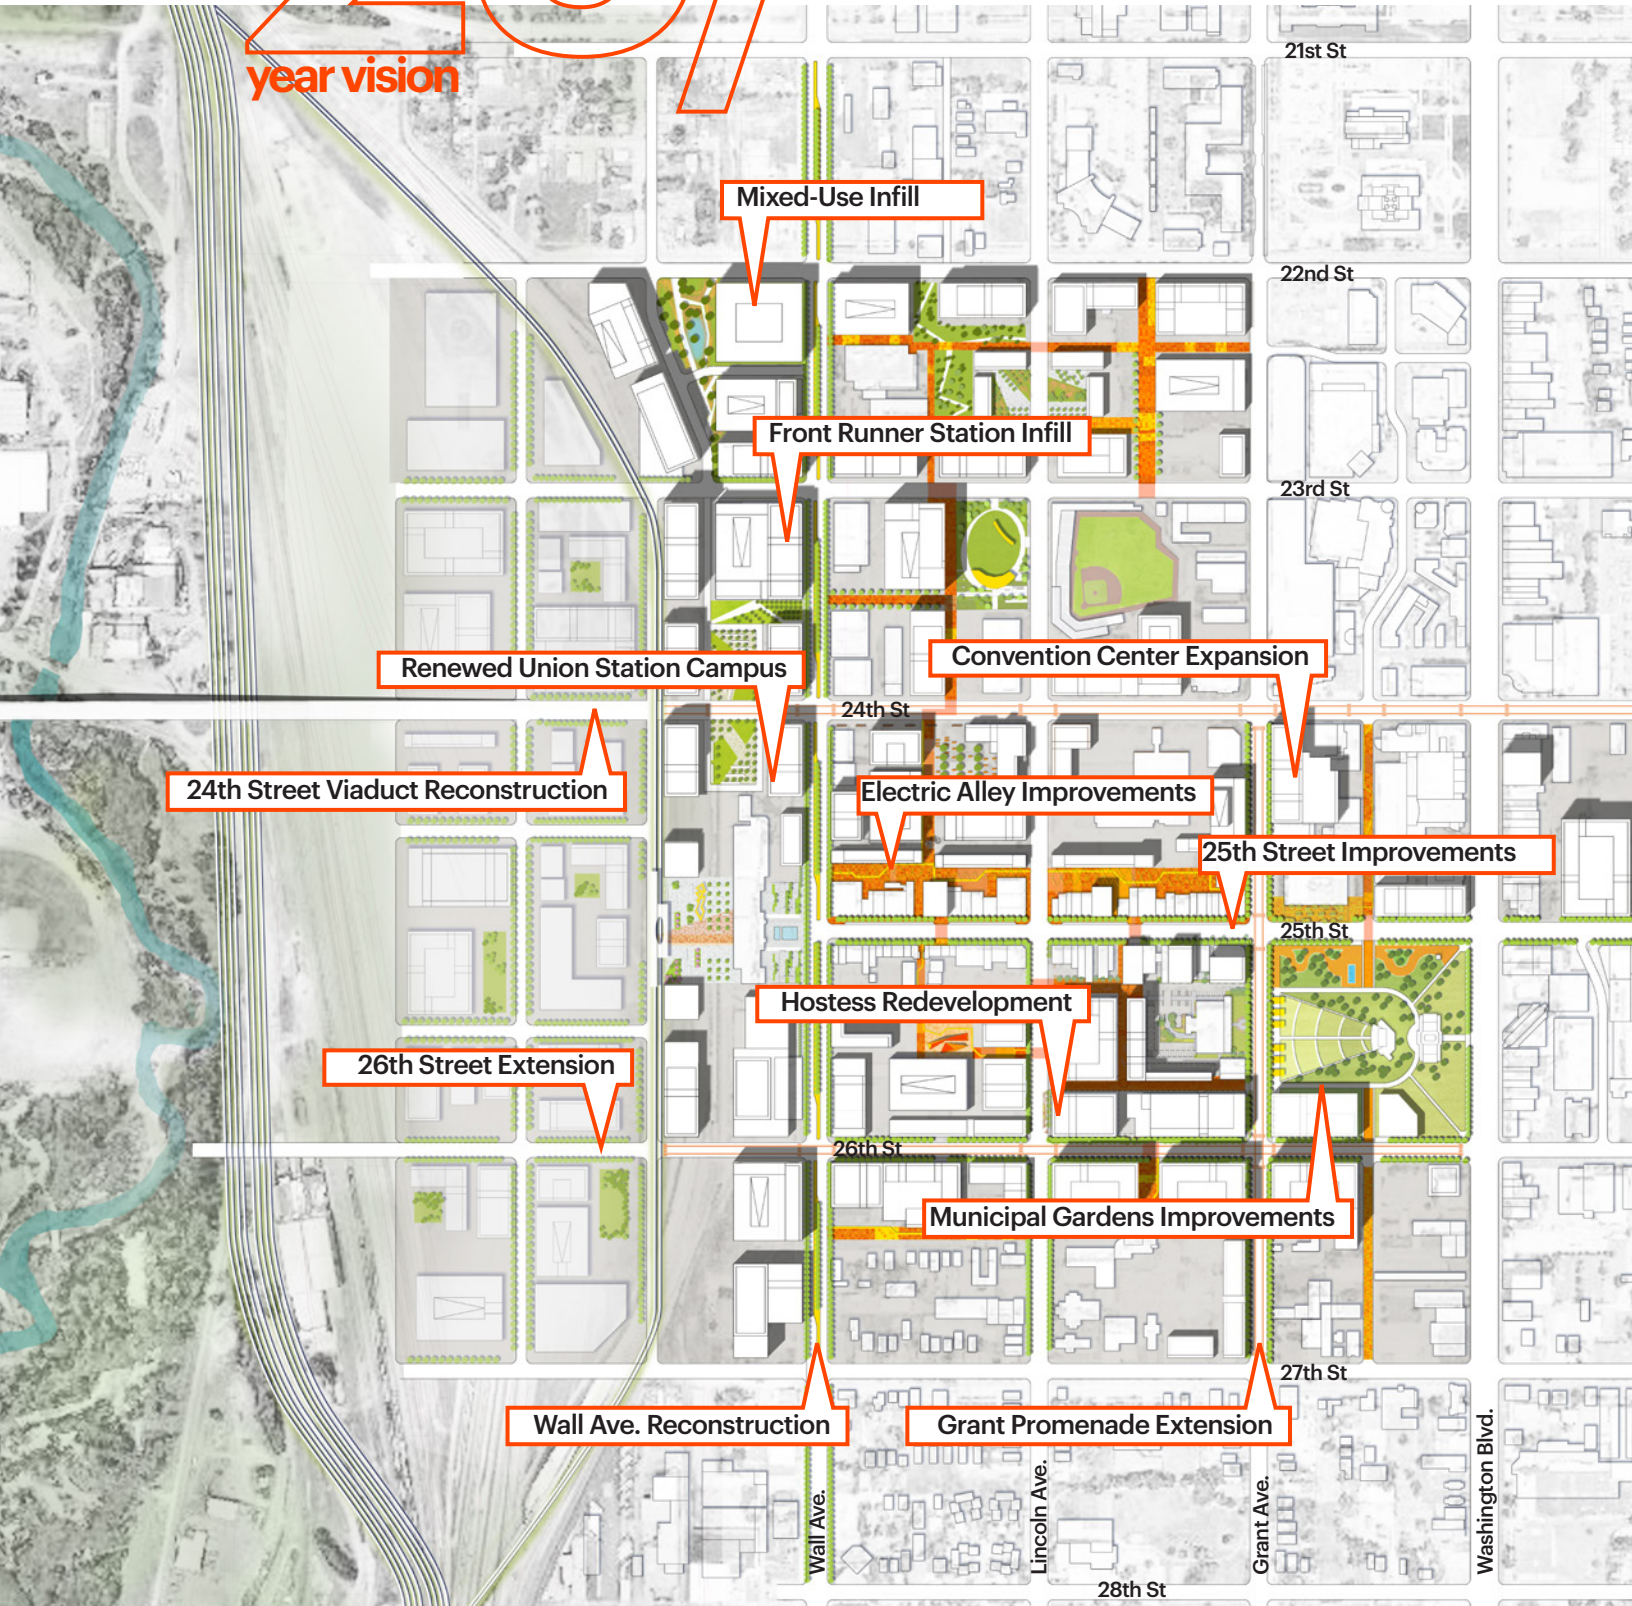 year vision
21st St
Mixed-Use Infill
22nd St
Front Runner Station Infill
23rd St
Convention Center Expansion
Renewed Union Station Campus
24th St
24th Street Viaduct Reconstruction
Electric Alley Improvements
25th Street Improvements
25th St
Hostess Redevelopment
26th Street Extension
26th St
Municipal Gardens Improvements
27th St
Wall Ave. Reconstruction
Grant Promenade Extension
Wall Ave.
Lincoln Ave.
Grant Ave.
Washington Blvd.
28th St